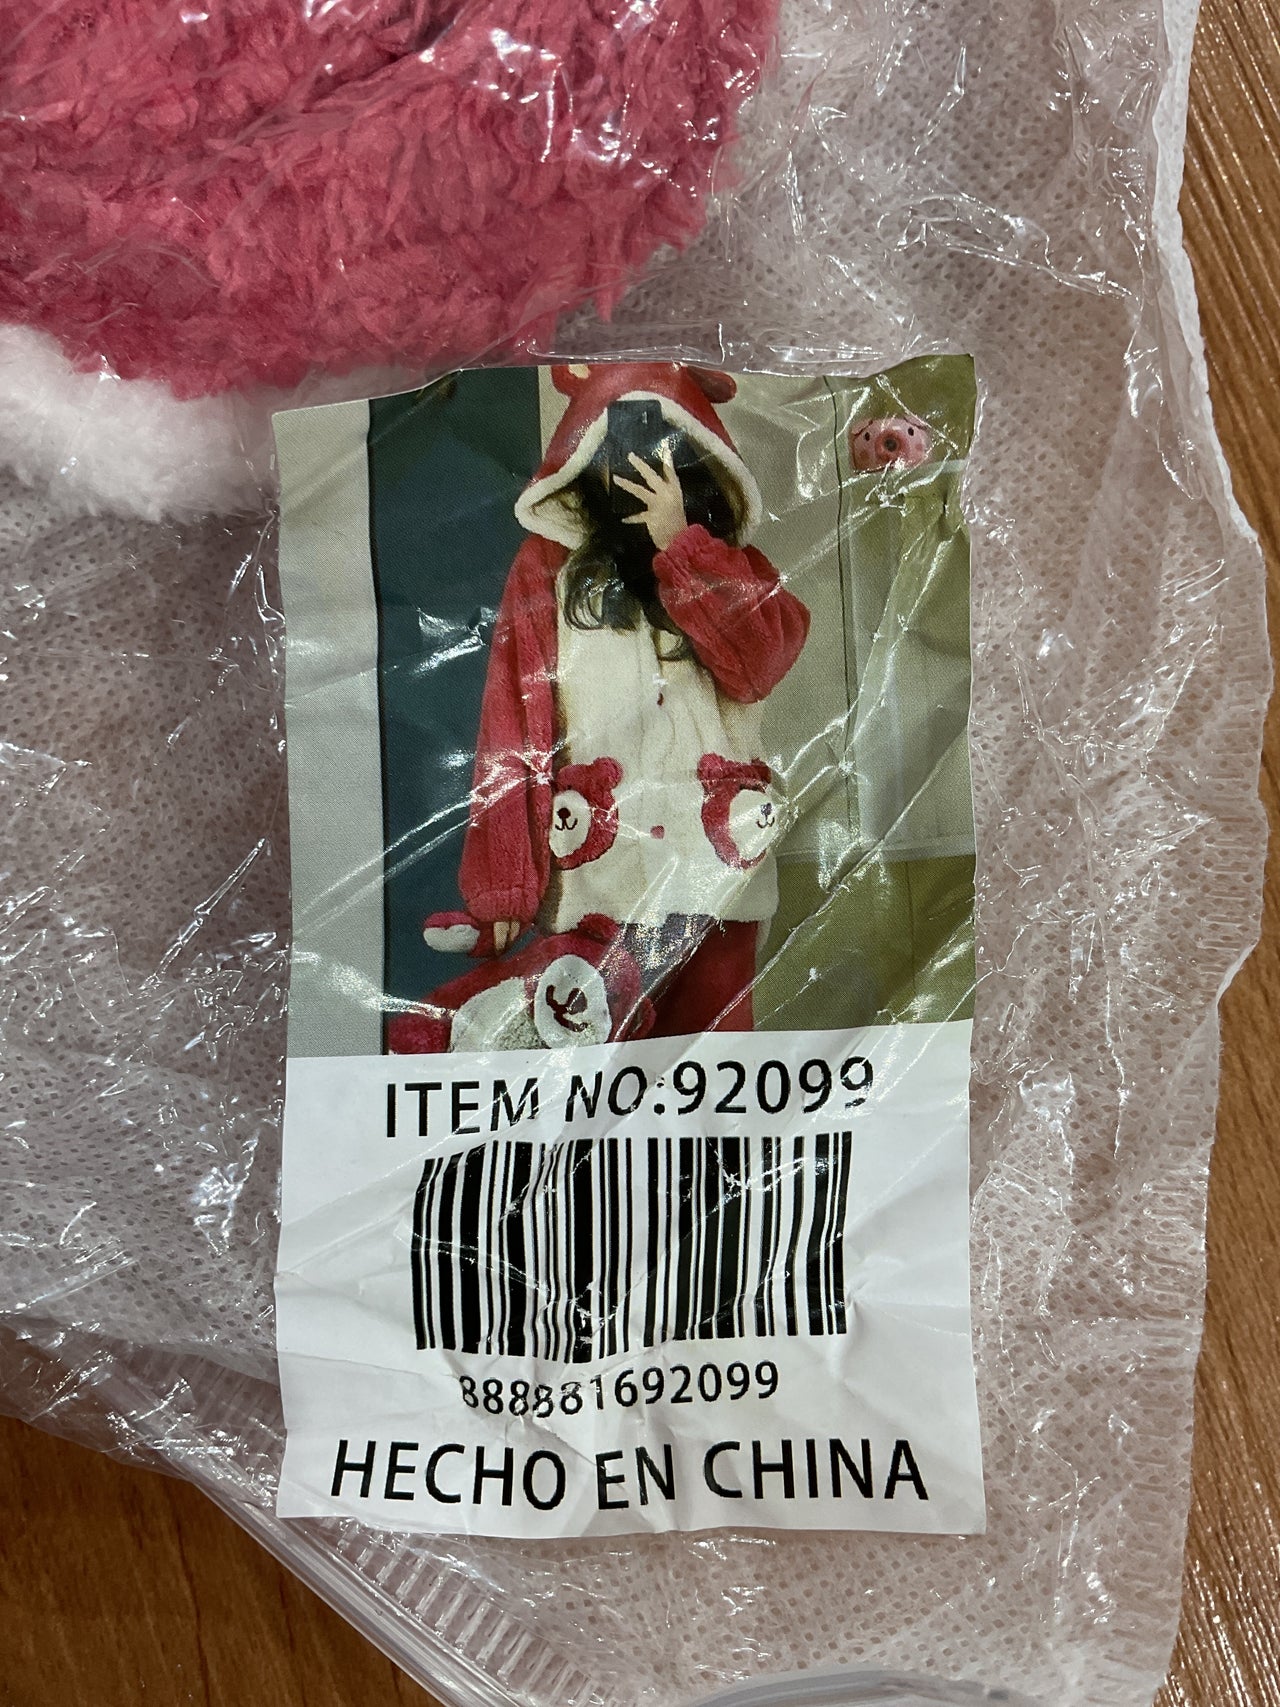 ITEM NO:92099
888881692099
HECHO EN CHINA